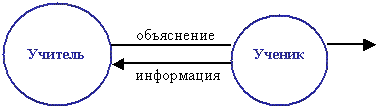 объяснение
Учитель
Ученик
информация